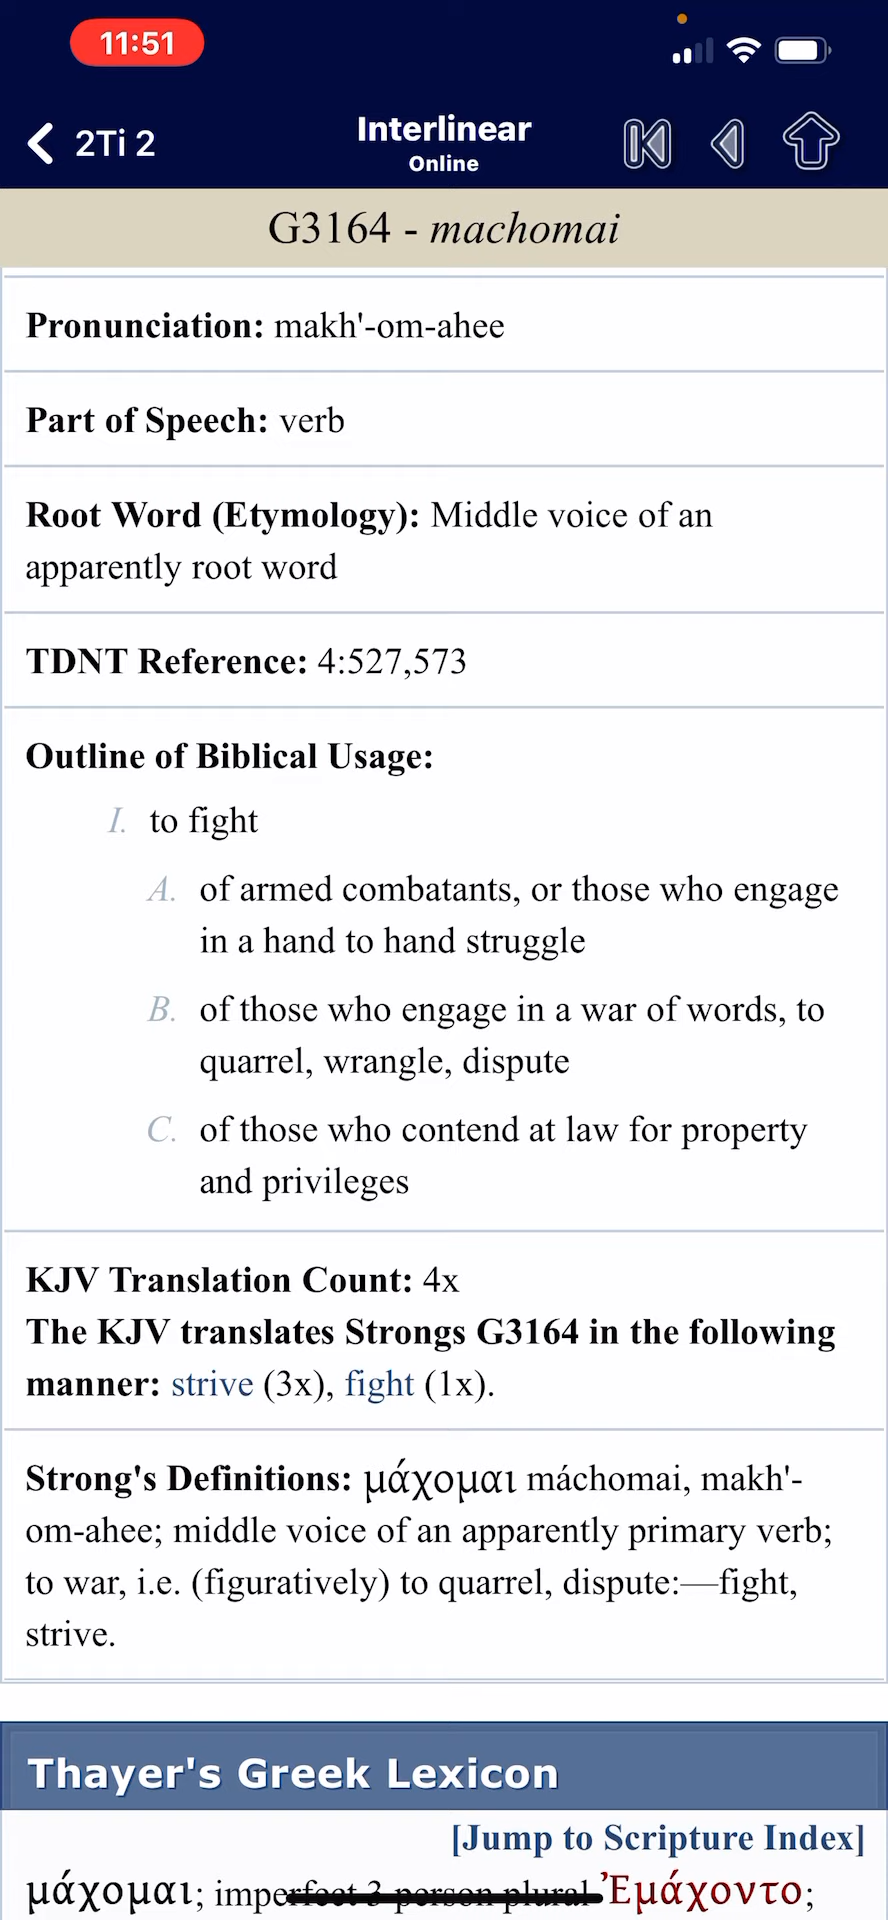 11:51
2Ti 2
Interlinear
Online
G3164 - machomai
Pronunciation: makh'-om-ahee
Part of Speech: verb
Root Word (Etymology): Middle voice of an
apparently root word
TDNT Reference: 4:527,573
Outline of Biblical Usage:
I. to fight
A. of armed combatants, or those who engage
in a hand to hand struggle
B. of those who engage in a war of words, to
quarrel, wrangle, dispute
C. of those who contend at law for property
and privileges
KJV Translation Count: 4x
The KJV translates Strongs G3164 in the following
manner: strive (3x), fight (1x).
Strong's Definitions: μάχομαι máchomai, makh'-
om-ahee; middle voice of an apparently primary verb;
to war, i.e. (figuratively) to quarrel, dispute:—fight,
strive.
Thayer's Greek Lexicon
[Jump to Scripture Index]
μάχομαι; imperfect 3 person plural Ἐμάχοντο;